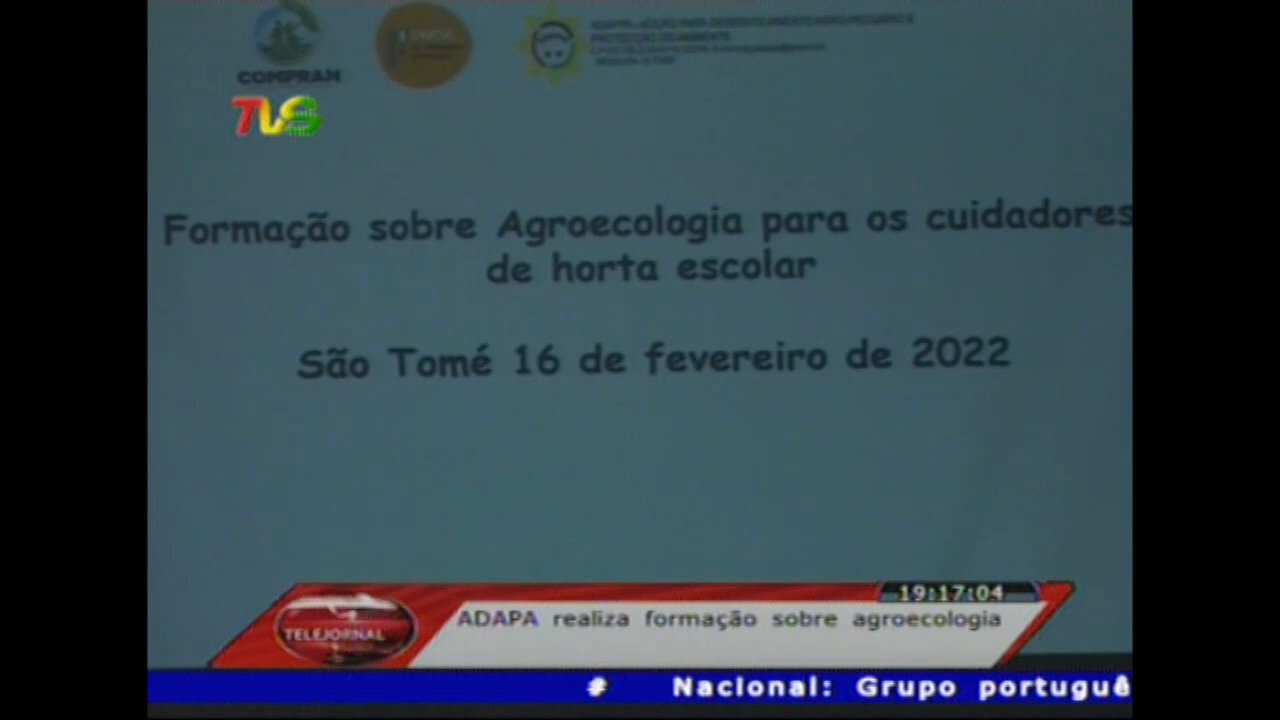 COMPRAN
TVS
Formação sobre Agroecologia para os cuidadores
de horta escolar
São Tomé 16 de fevereiro de 2022
19:17:04
TELEJORNAL
ADAPA realiza formação sobre agroecologia
# Nacional: Grupo portuguê